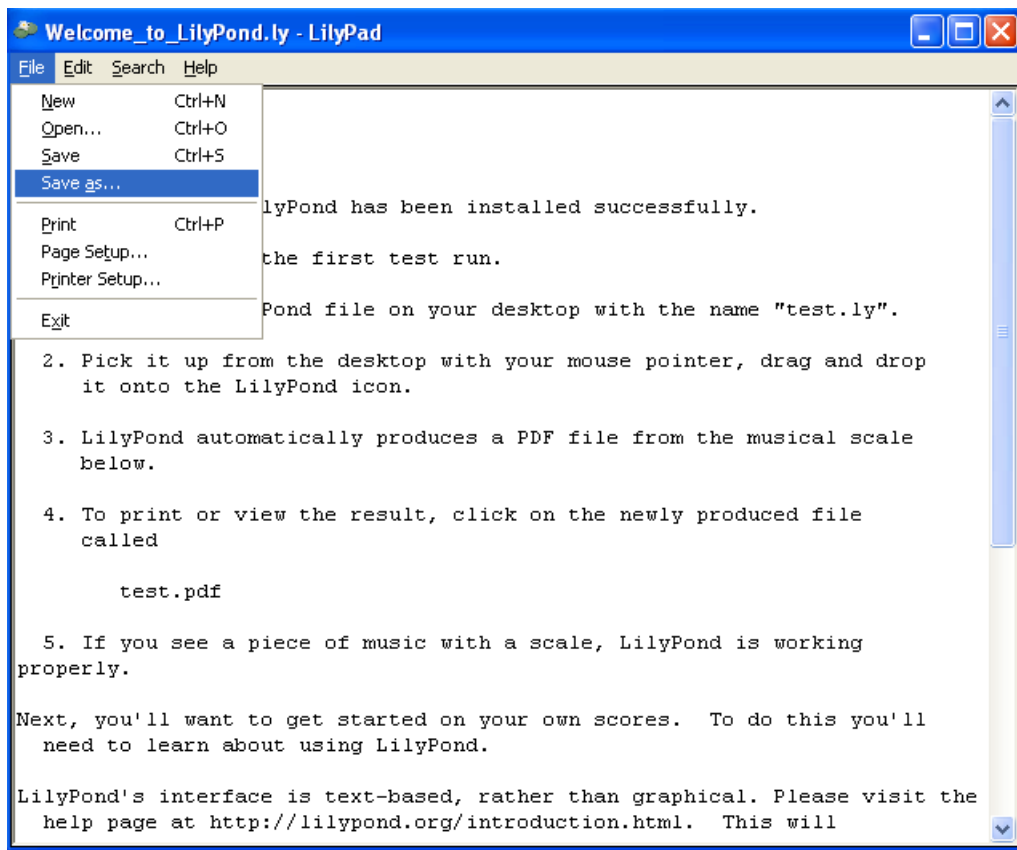 Welcome_to_LilyPond.ly - LilyPad
File Edit Search Help
New Ctrl+N
Open... Ctrl+O
Save Ctrl+S
Save as...
Print Ctrl+P
Page Setup...
Printer Setup...
Exit
lyPond has been installed successfully.
the first test run.
Pond file on your desktop with the name "test.ly".
2. Pick it up from the desktop with your mouse pointer, drag and drop
it onto the LilyPond icon.
3. LilyPond automatically produces a PDF file from the musical scale
below.
4. To print or view the result, click on the newly produced file
called
test.pdf
5. If you see a piece of music with a scale, LilyPond is working
properly.
Next, you'll want to get started on your own scores. To do this you'll
need to learn about using LilyPond.
LilyPond's interface is text-based, rather than graphical. Please visit the
help page at http://lilypond.org/introduction.html. This will